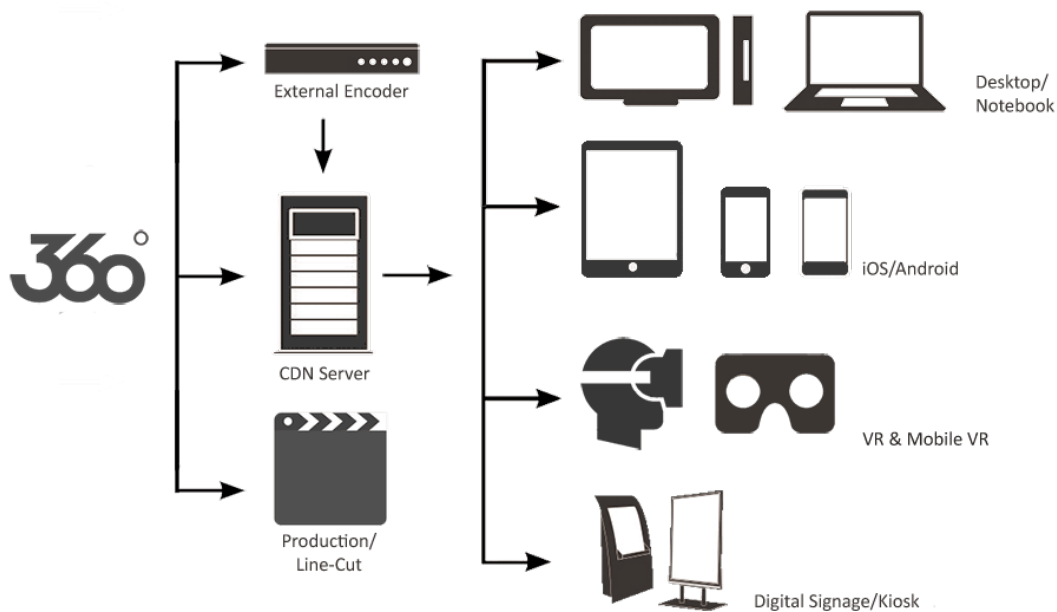 360°
External Encoder
CDN Server
Production/
Line-Cut
Desktop/
Notebook
iOS/Android
VR & Mobile VR
Digital Signage/Kiosk